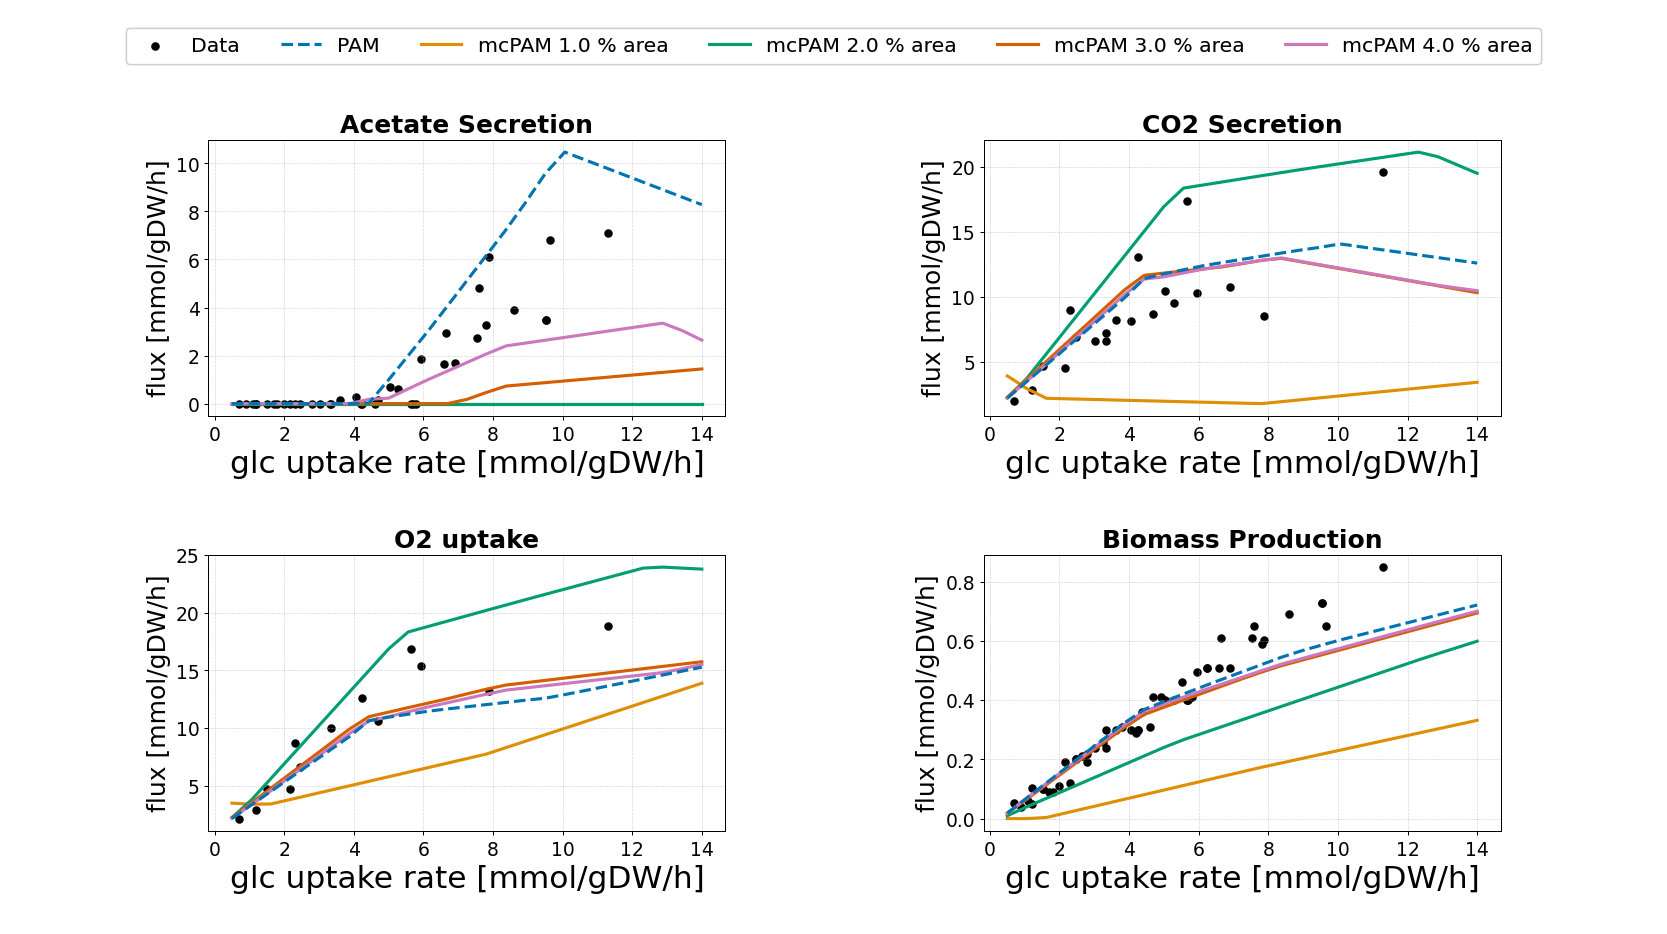 Data PAM mcPAM 1.0 % area mcPAM 2.0 % area mcPAM 3.0 % area mcPAM 4.0 % area
Acetate Secretion
flux [mmol/gDW/h]
10
8
6
4
2
0
0 2 4 6 8 10 12 14
glc uptake rate [mmol/gDW/h]
CO2 Secretion
flux [mmol/gDW/h]
20
15
10
5
0 2 4 6 8 10 12 14
glc uptake rate [mmol/gDW/h]
O2 uptake
flux [mmol/gDW/h]
25
20
15
10
5
0 2 4 6 8 10 12 14
glc uptake rate [mmol/gDW/h]
Biomass Production
flux [mmol/gDW/h]
0.8
0.6
0.4
0.2
0.0
0 2 4 6 8 10 12 14
glc uptake rate [mmol/gDW/h]